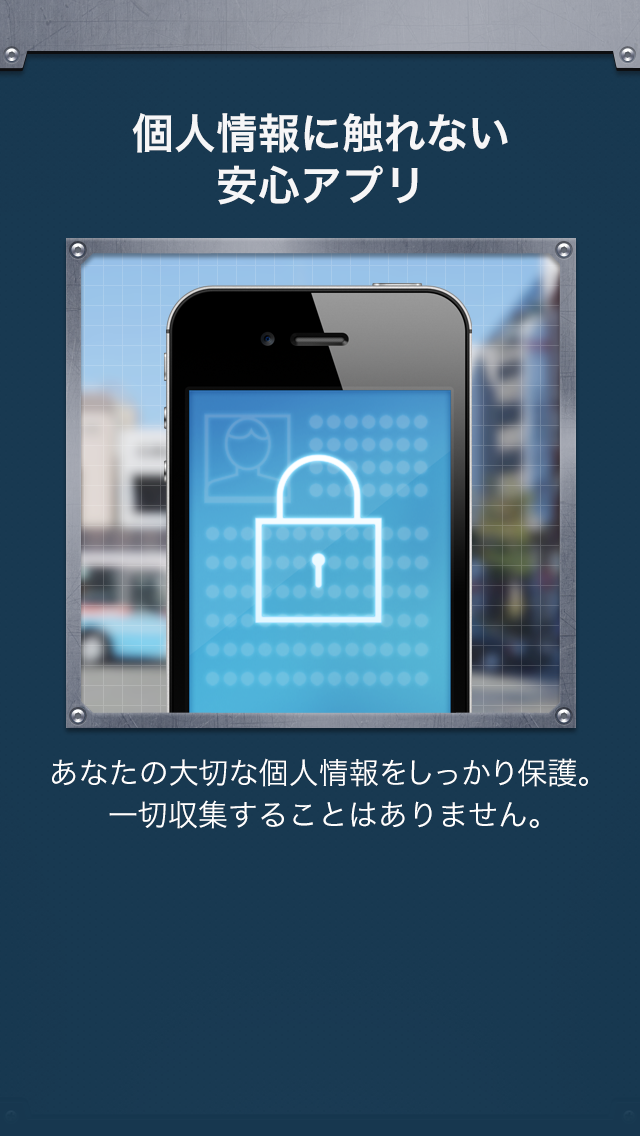 個人情報に触れない
安心アプリ
あなたの大切な個人情報をしっかり保護。
一切収集することはありません。